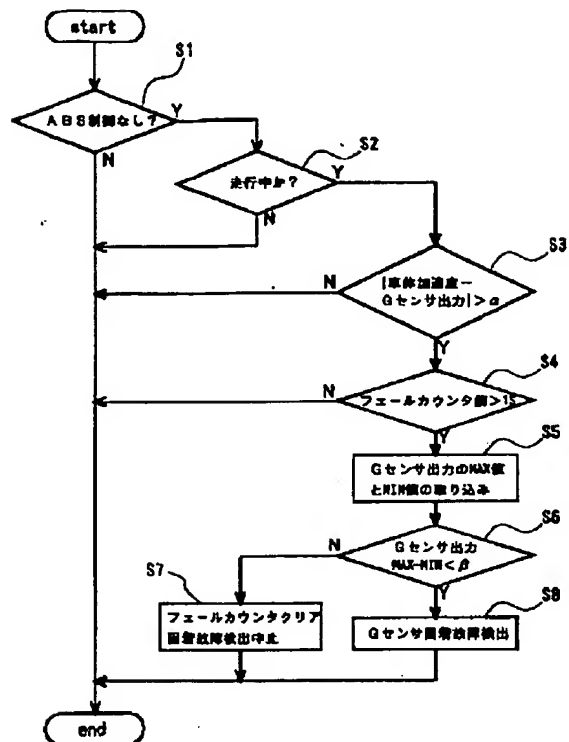 start
S1
ABS制御なし?
Y
N
S2
走行中か?
Y
N
S3
|車体加速度－
Gセンサ出力|>α
N
Y
S4
フェールカウンタ値>1S
N
Y
S5
Gセンサ出力のMAX値
とMIN値の取り込み
S6
Gセンサ出力
MAX-MIN<β
N
Y
S7
フェールカウンタクリア
固着故障検出中止
S8
Gセンサ固着故障検出
end